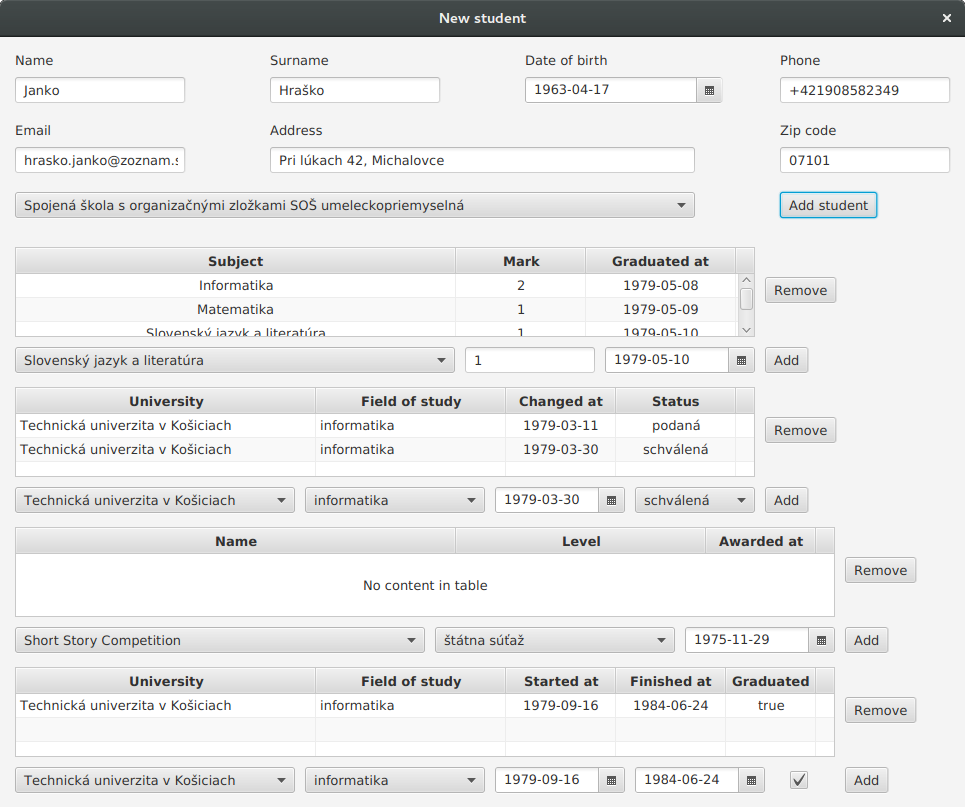 New student
Name Surname Date of birth Phone
Janko Hraško 1963-04-17 +421908582349
Email Address Zip code
hrasko.janko@zoznam.s Pri lúkach 42, Michalovce 07101
Spojená škola s organizačnými zložkami SOŠ umeleckopriemyselná Add student
Subject Mark Graduated at
Informatika 2 1979-05-08 Remove
Matematika 1 1979-05-09
Slovenský jazyk a literatúra 1 1979-05-10
Slovenský jazyk a literatúra 1 1979-05-10 Add
University Field of study Changed at Status
Technická univerzita v Košiciach informatika 1979-03-11 podaná Remove
Technická univerzita v Košiciach informatika 1979-03-30 schválená
Technická univerzita v Košiciach informatika 1979-03-30 schválená Add
Name Level Awarded at
No content in table Remove
Short Story Competition štátna súťaž 1975-11-29 Add
University Field of study Started at Finished at Graduated
Technická univerzita v Košiciach informatika 1979-09-16 1984-06-24 true Remove
Technická univerzita v Košiciach informatika 1979-09-16 1984-06-24 Add